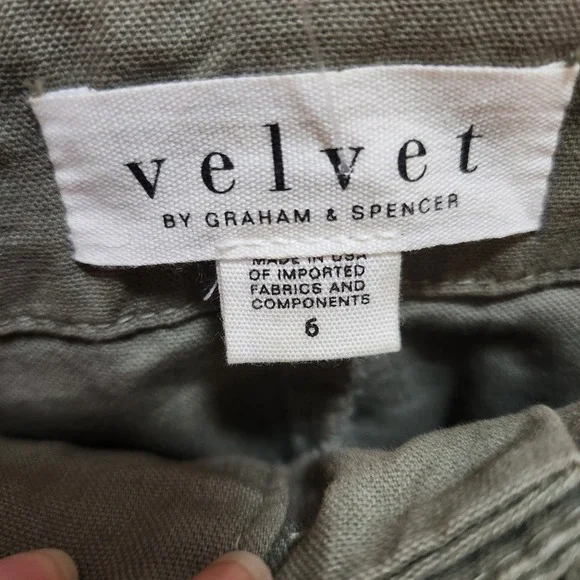 velvet
BY GRAHAM & SPENCER
MADE IN USA
OF IMPORTED
FABRICS AND
COMPONENTS
6